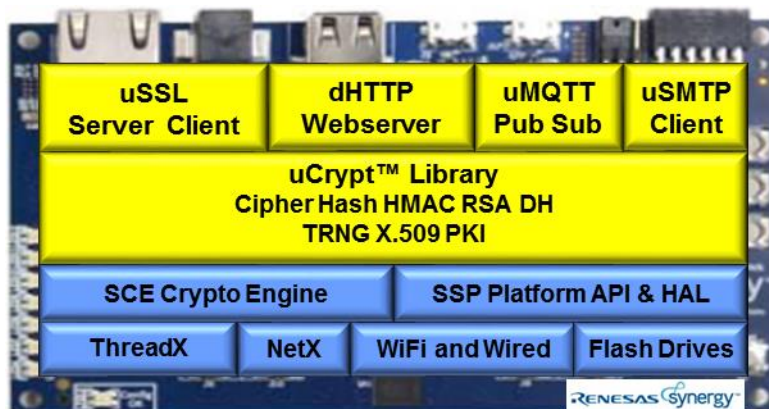 uSSL
Server Client
dHTTP
Webserver
uMQTT
Pub Sub
uSMTP
Client
uCrypt™ Library
Cipher Hash HMAC RSA DH
TRNG X.509 PKI
SCE Crypto Engine
SSP Platform API & HAL
ThreadX
NetX
WiFi and Wired
Flash Drives
RENESAS Synergy™